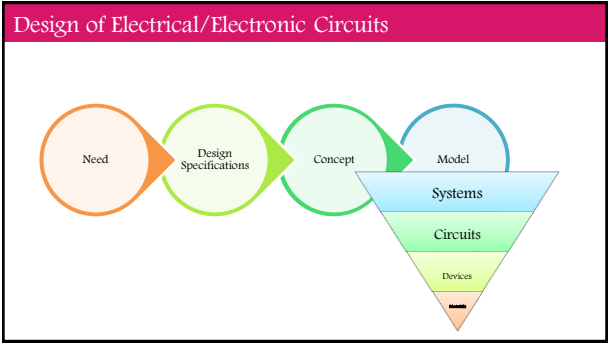 Design of Electrical/Electronic Circuits
Need
Design
Specifications
Concept
Model
Systems
Circuits
Devices